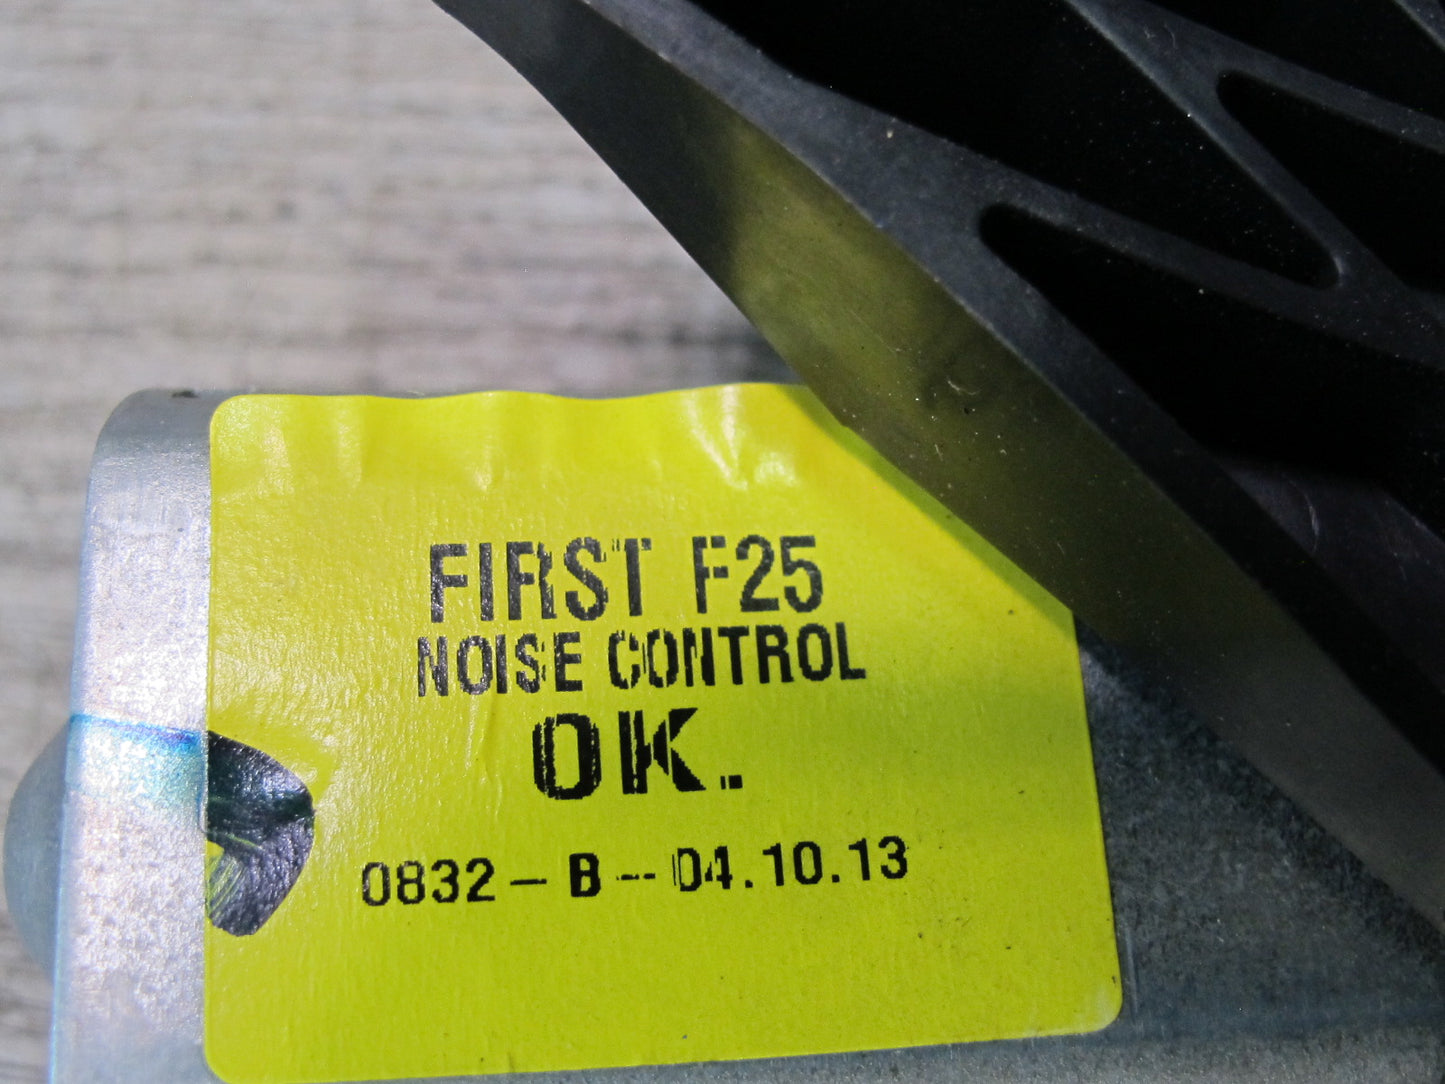 FIRST F25
NOISE CONTROL
OK.
0832 - B -- 04.10.13